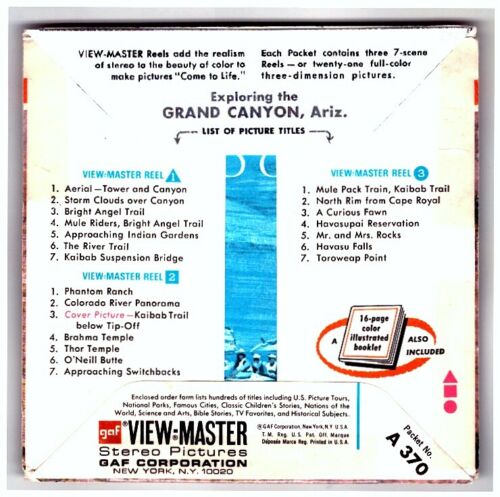 VIEW-MASTER Reels add the realism
of stereo to the beauty of color to
make pictures "Come to Life."
Each Packet contains three 7-scene
Reels — or twenty-one full-color
three-dimension pictures.
Exploring the
GRAND CANYON, Ariz.
LIST OF PICTURE TITLES
VIEW-MASTER REEL 1
1. Aerial—Tower and Canyon
2. Storm Clouds over Canyon
3. Bright Angel Trail
4. Mule Riders, Bright Angel Trail
5. Approaching Indian Gardens
6. The River Trail
7. Kaibab Suspension Bridge
VIEW-MASTER REEL 2
1. Phantom Ranch
2. Colorado River Panorama
3. Cover Picture—Kaibab Trail
below Tip-Off
4. Brahma Temple
5. Thor Temple
6. O'Neill Butte
7. Approaching Switchbacks
VIEW-MASTER REEL 3
1. Mule Pack Train, Kaibab Trail
2. North Rim from Cape Royal
3. A Curious Fawn
4. Havasupai Reservation
5. Mr. and Mrs. Rocks
6. Havasu Falls
7. Toroweap Point
A
16-page
color
illustrated
booklet
ALSO
INCLUDED
Enclosed order form lists hundreds of titles including U.S. Picture Tours,
National Parks, Famous Cities, Classic Children's Stories, Nations of the
World, Science and Arts, Bible Stories, TV Favorites, and Historical Subjects.
gaf ® VIEW-MASTER
Stereo Pictures
GAF CORPORATION
NEW YORK, N.Y. 10020
® GAF Corporation, New York, N.Y. U S A
T.M. Reg. U.S. Pat. Off. Marque
Déposée Marca Reg. Printed in U.S.A.
Packet No.
A 370